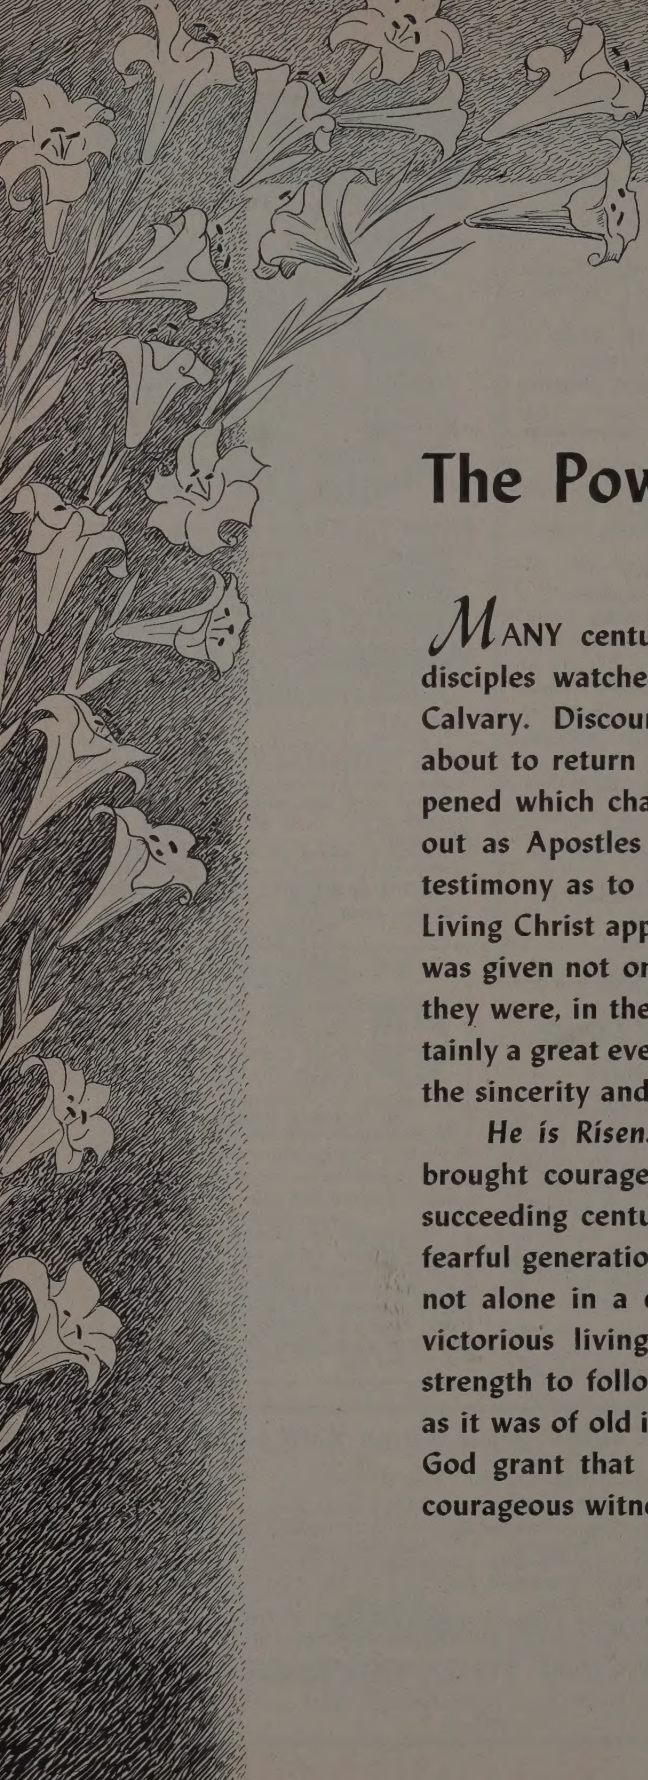 The Pow
MANY centu
disciples watche
Calvary. Discour
about to return
pened which cha
out as Apostles
testimony as to
Living Christ app
was given not on
they were, in the
tainly a great eve
the sincerity and
He is Risen.
brought courage
succeeding centu
fearful generatio
not alone in a
victorious living
strength to follo
as it was of old i
God grant that
courageous witne